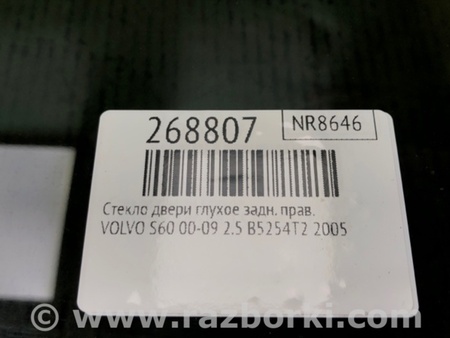 268807
NR8646
Стекло двери глухое задн. прав.
VOLVO S60 00-09 2.5 B5254T2 2005
© www.razborki.com